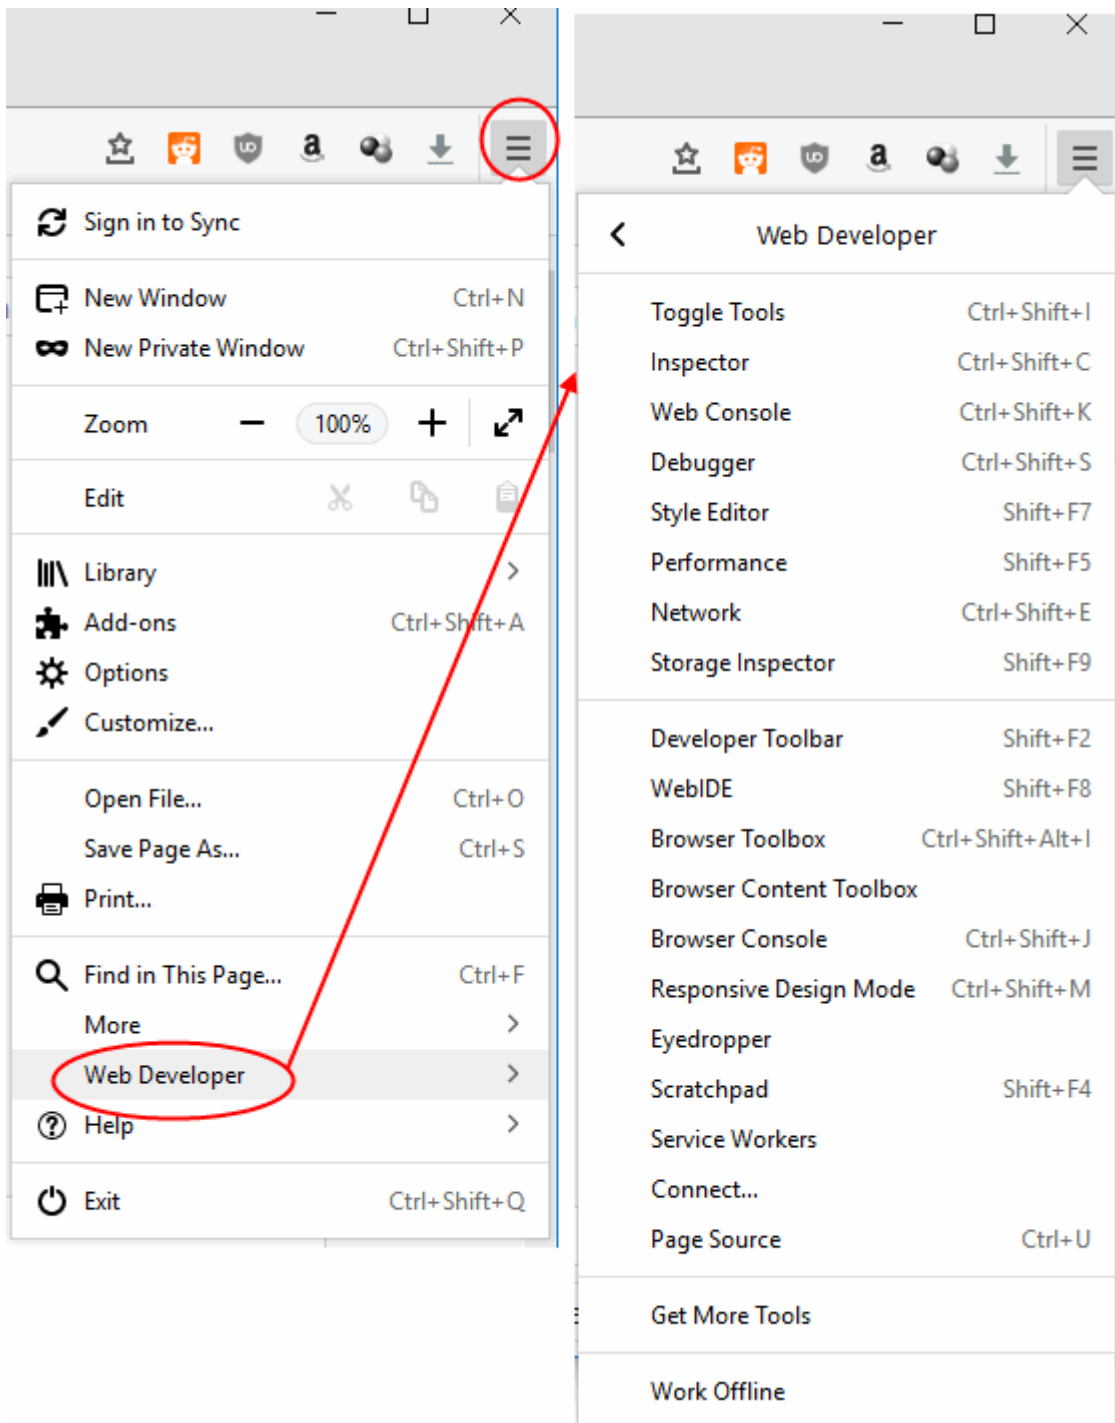 Sign in to Sync
New Window Ctrl+N
New Private Window Ctrl+Shift+P
Zoom 100%
Edit
Library
Add-ons Ctrl+Shift+A
Options
Customize...
Open File... Ctrl+O
Save Page As... Ctrl+S
Print...
Find in This Page... Ctrl+F
More
Web Developer
Help
Exit Ctrl+Shift+Q
Web Developer
Toggle Tools Ctrl+Shift+I
Inspector Ctrl+Shift+C
Web Console Ctrl+Shift+K
Debugger Ctrl+Shift+S
Style Editor Shift+F7
Performance Shift+F5
Network Ctrl+Shift+E
Storage Inspector Shift+F9
Developer Toolbar Shift+F2
WebIDE Shift+F8
Browser Toolbox Ctrl+Shift+Alt+I
Browser Content Toolbox
Browser Console Ctrl+Shift+J
Responsive Design Mode Ctrl+Shift+M
Eyedropper
Scratchpad Shift+F4
Service Workers
Connect...
Page Source Ctrl+U
Get More Tools
Work Offline